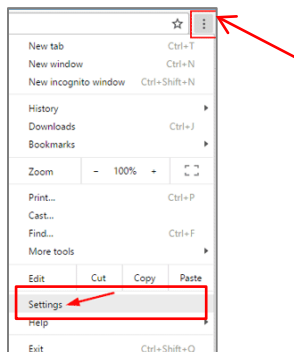 New tab Ctrl+T
New window Ctrl+N
New incognito window Ctrl+Shift+N
History
Downloads Ctrl+J
Bookmarks
Zoom - 100% +
Print... Ctrl+P
Cast...
Find... Ctrl+F
More tools
Edit Cut Copy Paste
Settings
Help
Exit Ctrl+Shift+Q